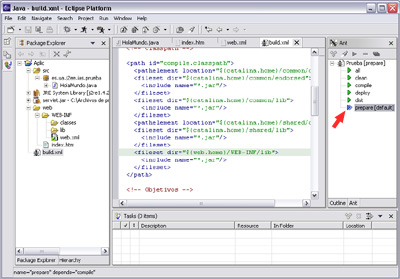 Java - build.xml - Eclipse Platform
File Edit Navigate Search Project Run Window Help
Package Explorer
Aplic
src
es.ua.j2ee.ias.prueba
HolaMundo.java
JRE System Library [j2re1.4.2
servlet.jar - C:\Archivos de p
web
WEB-INF
classes
lib
web.xml
index.htm
build.xml
Package Explorer Hierarchy
HolaMundo.java index.htm web.xml build.xml
<!-- Classpath -->
<path id="compile.classpath">
<pathelement location="${catalina.home}/common/
<fileset dir="${catalina.home}/common/endorsed"
<include name="*.jar"/>
</fileset>
<fileset dir="${catalina.home}/common/lib">
<include name="*.jar"/>
</fileset>
<pathelement location="${catalina.home}/shared/
<fileset dir="${catalina.home}/shared/lib">
<include name="*.jar"/>
</fileset>
<fileset dir="${web.home}/WEB-INF/lib">
<include name="*.jar"/>
</fileset>
</path>
<!-- Objetivos -->
Ant
Prueba [prepare]
all
clean
compile
deploy
dist
prepare [default
Outline Ant
Tasks (3 items)
! Description Resource In Folder Location
name="prepare" depends="compile"